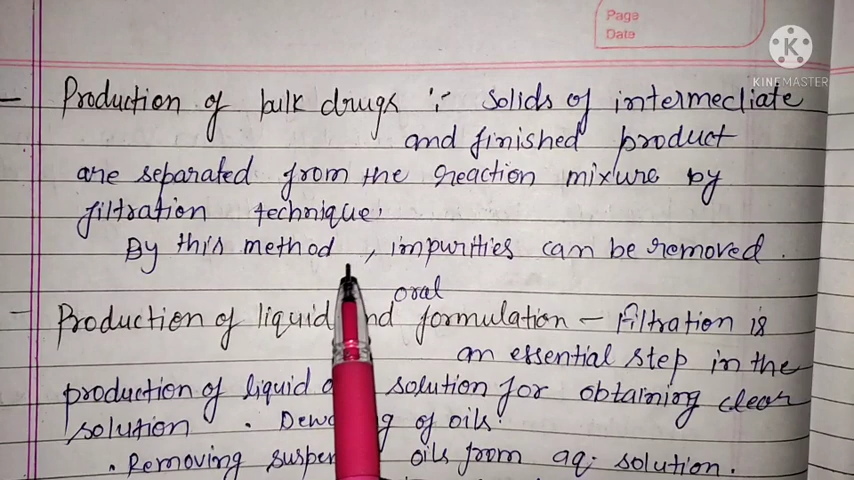 Page
Date
K
KINEMASTER
- Production of bulk drugs :- solids of intermediate
and finished product
are separated from the reaction mixture by
filtration technique.
By this method, impurities can be removed.
oral
- Production of liquid and formulation - Filtration is
an essential step in the
production of liquid solution for obtaining clear
solution . of oils.
. Removing oils from aq. solution.